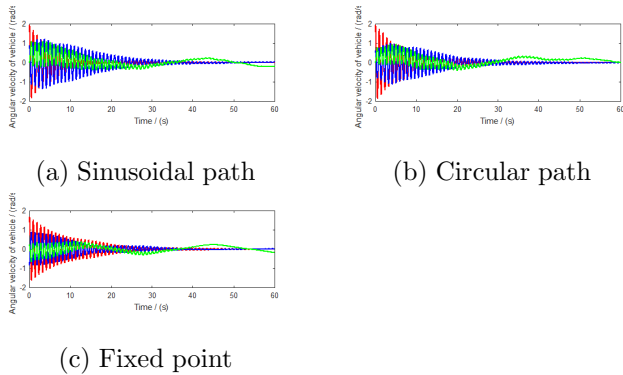 Angular velocity of vehicle / (rad/s
2
1
0
-1
-2
0 10 20 30 40 50 60
Time / (s)
(a) Sinusoidal path
Angular velocity of vehicle / (rad/s
2
1
0
-1
-2
0 10 20 30 40 50 60
Time / (s)
(b) Circular path
Angular velocity of vehicle / (rad/s
2
1
0
-1
-2
0 10 20 30 40 50 60
Time / (s)
(c) Fixed point